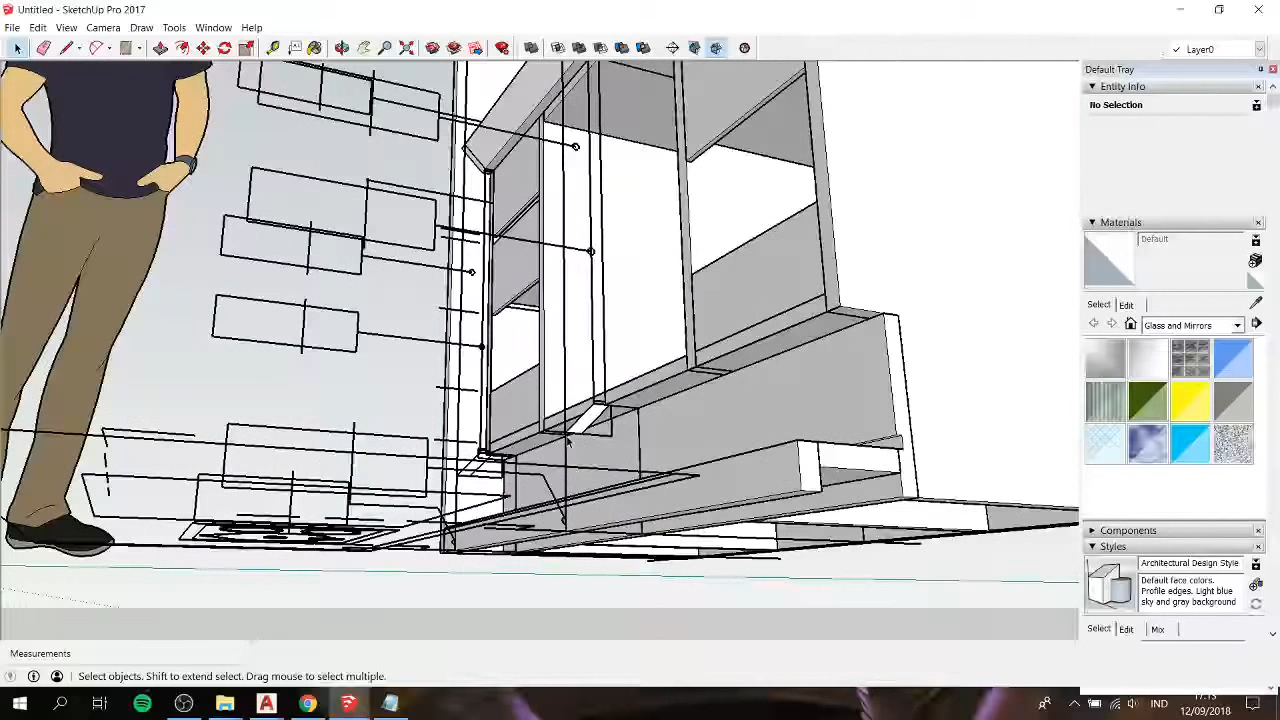 Untitled - SketchUp Pro 2017
File Edit View Camera Draw Tools Window Help
Layer0
Default Tray
Entity Info
No Selection
Materials
Default
Select Edit
Glass and Mirrors
Components
Styles
Architectural Design Style
Default face colors.
Profile edges. Light blue
sky and gray background
Select Edit Mix
Measurements
Select objects. Shift to extend select. Drag mouse to select multiple.
IND
12/09/2018